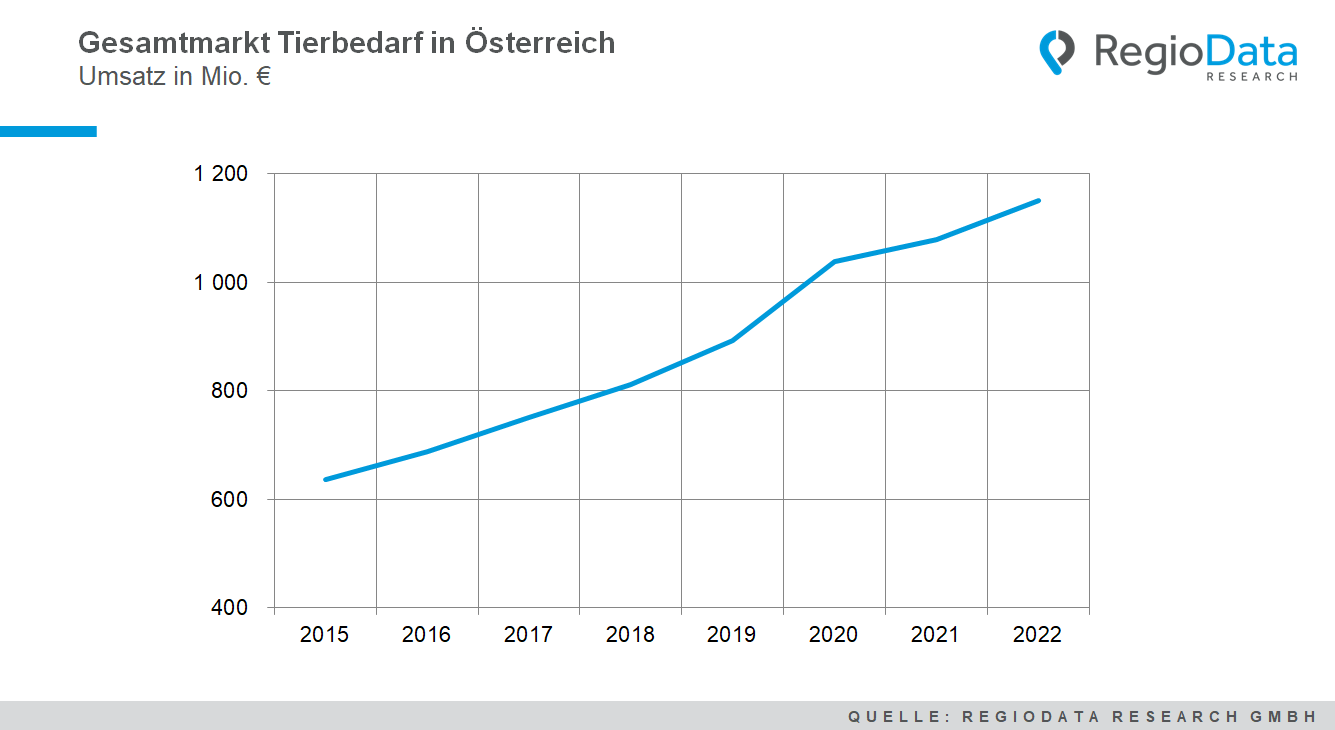 Gesamtmarkt Tierbedarf in Österreich
Umsatz in Mio. €
RegioData
RESEARCH
1 200
1 000
800
600
400
2015 2016 2017 2018 2019 2020 2021 2022
QUELLE: REGIODATA RESEARCH GMBH